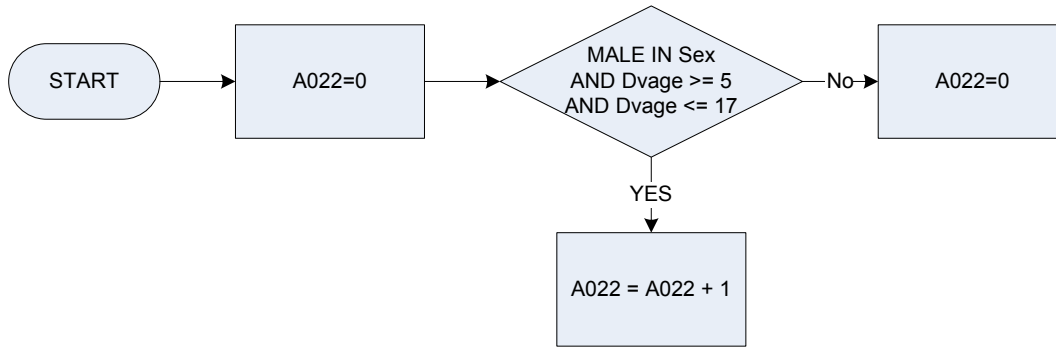 START
A022=0
MALE IN Sex
AND Dvage >= 5
AND Dvage <= 17
No
A022=0
YES
A022 = A022 + 1